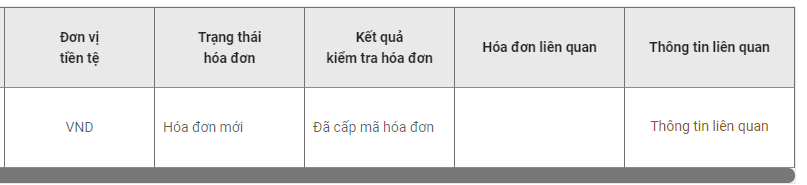 Đơn vị
tiền tệ
Trạng thái
hóa đơn
Kết quả
kiểm tra hóa đơn
Hóa đơn liên quan
Thông tin liên quan
VND
Hóa đơn mới
Đã cấp mã hóa đơn
Thông tin liên quan